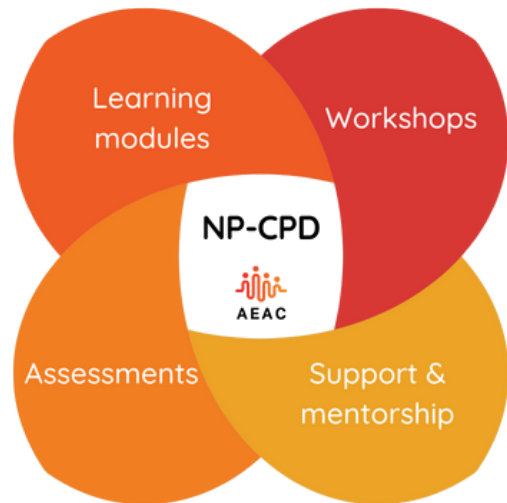 Learning
modules
Workshops
NP-CPD
AEAC
Assessments
Support &
mentorship